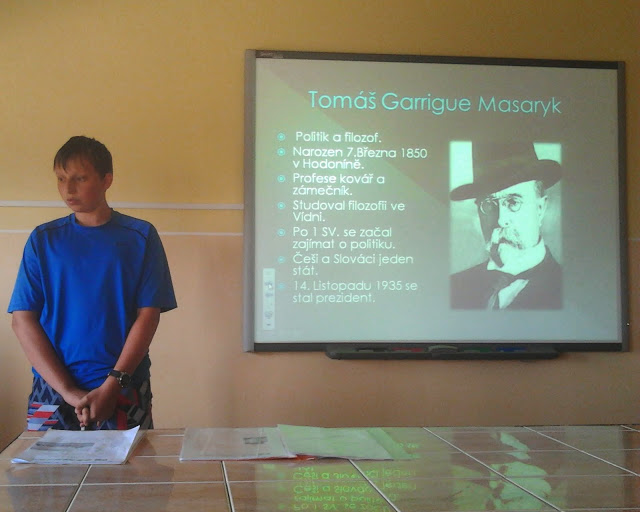 Tomáš Garrigue Masaryk
Politik a filozof.
Narozen 7.Března 1850
v Hodoníně.
Profese kovář a
zámečník.
Studoval filozofii ve
Vídni.
Po 1 SV. se začal
zajímat o politiku.
Češi a Slováci jeden
stát.
14. Listopadu 1935 se
stal prezident.